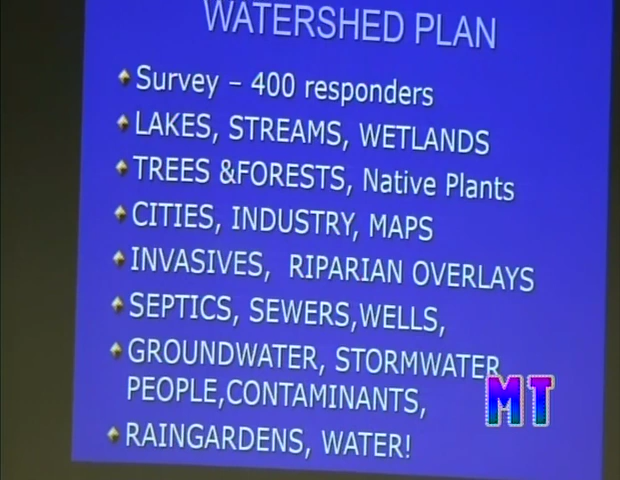 WATERSHED PLAN
Survey – 400 responders
LAKES, STREAMS, WETLANDS
TREES &FORESTS, Native Plants
CITIES, INDUSTRY, MAPS
INVASIVES, RIPARIAN OVERLAYS
SEPTICS, SEWERS,WELLS,
GROUNDWATER, STORMWATER
PEOPLE,CONTAMINANTS,
RAINGARDENS, WATER!
MT